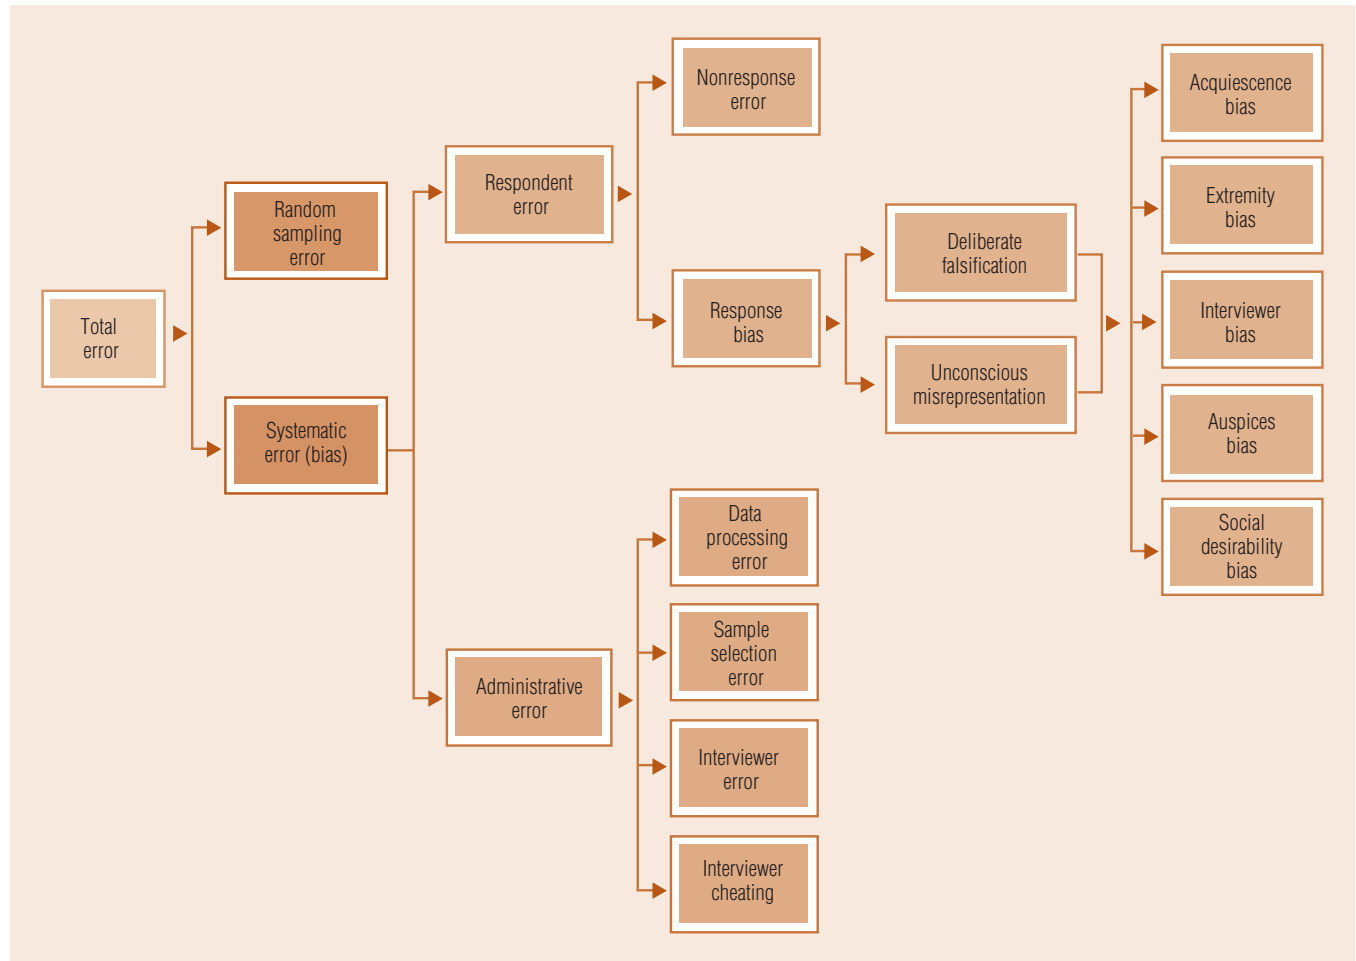 Total
error
Random
sampling
error
Systematic
error (bias)
Respondent
error
Administrative
error
Nonresponse
error
Response
bias
Data
processing
error
Sample
selection
error
Interviewer
error
Interviewer
cheating
Deliberate
falsification
Unconscious
misrepresentation
Acquiescence
bias
Extremity
bias
Interviewer
bias
Auspices
bias
Social
desirability
bias